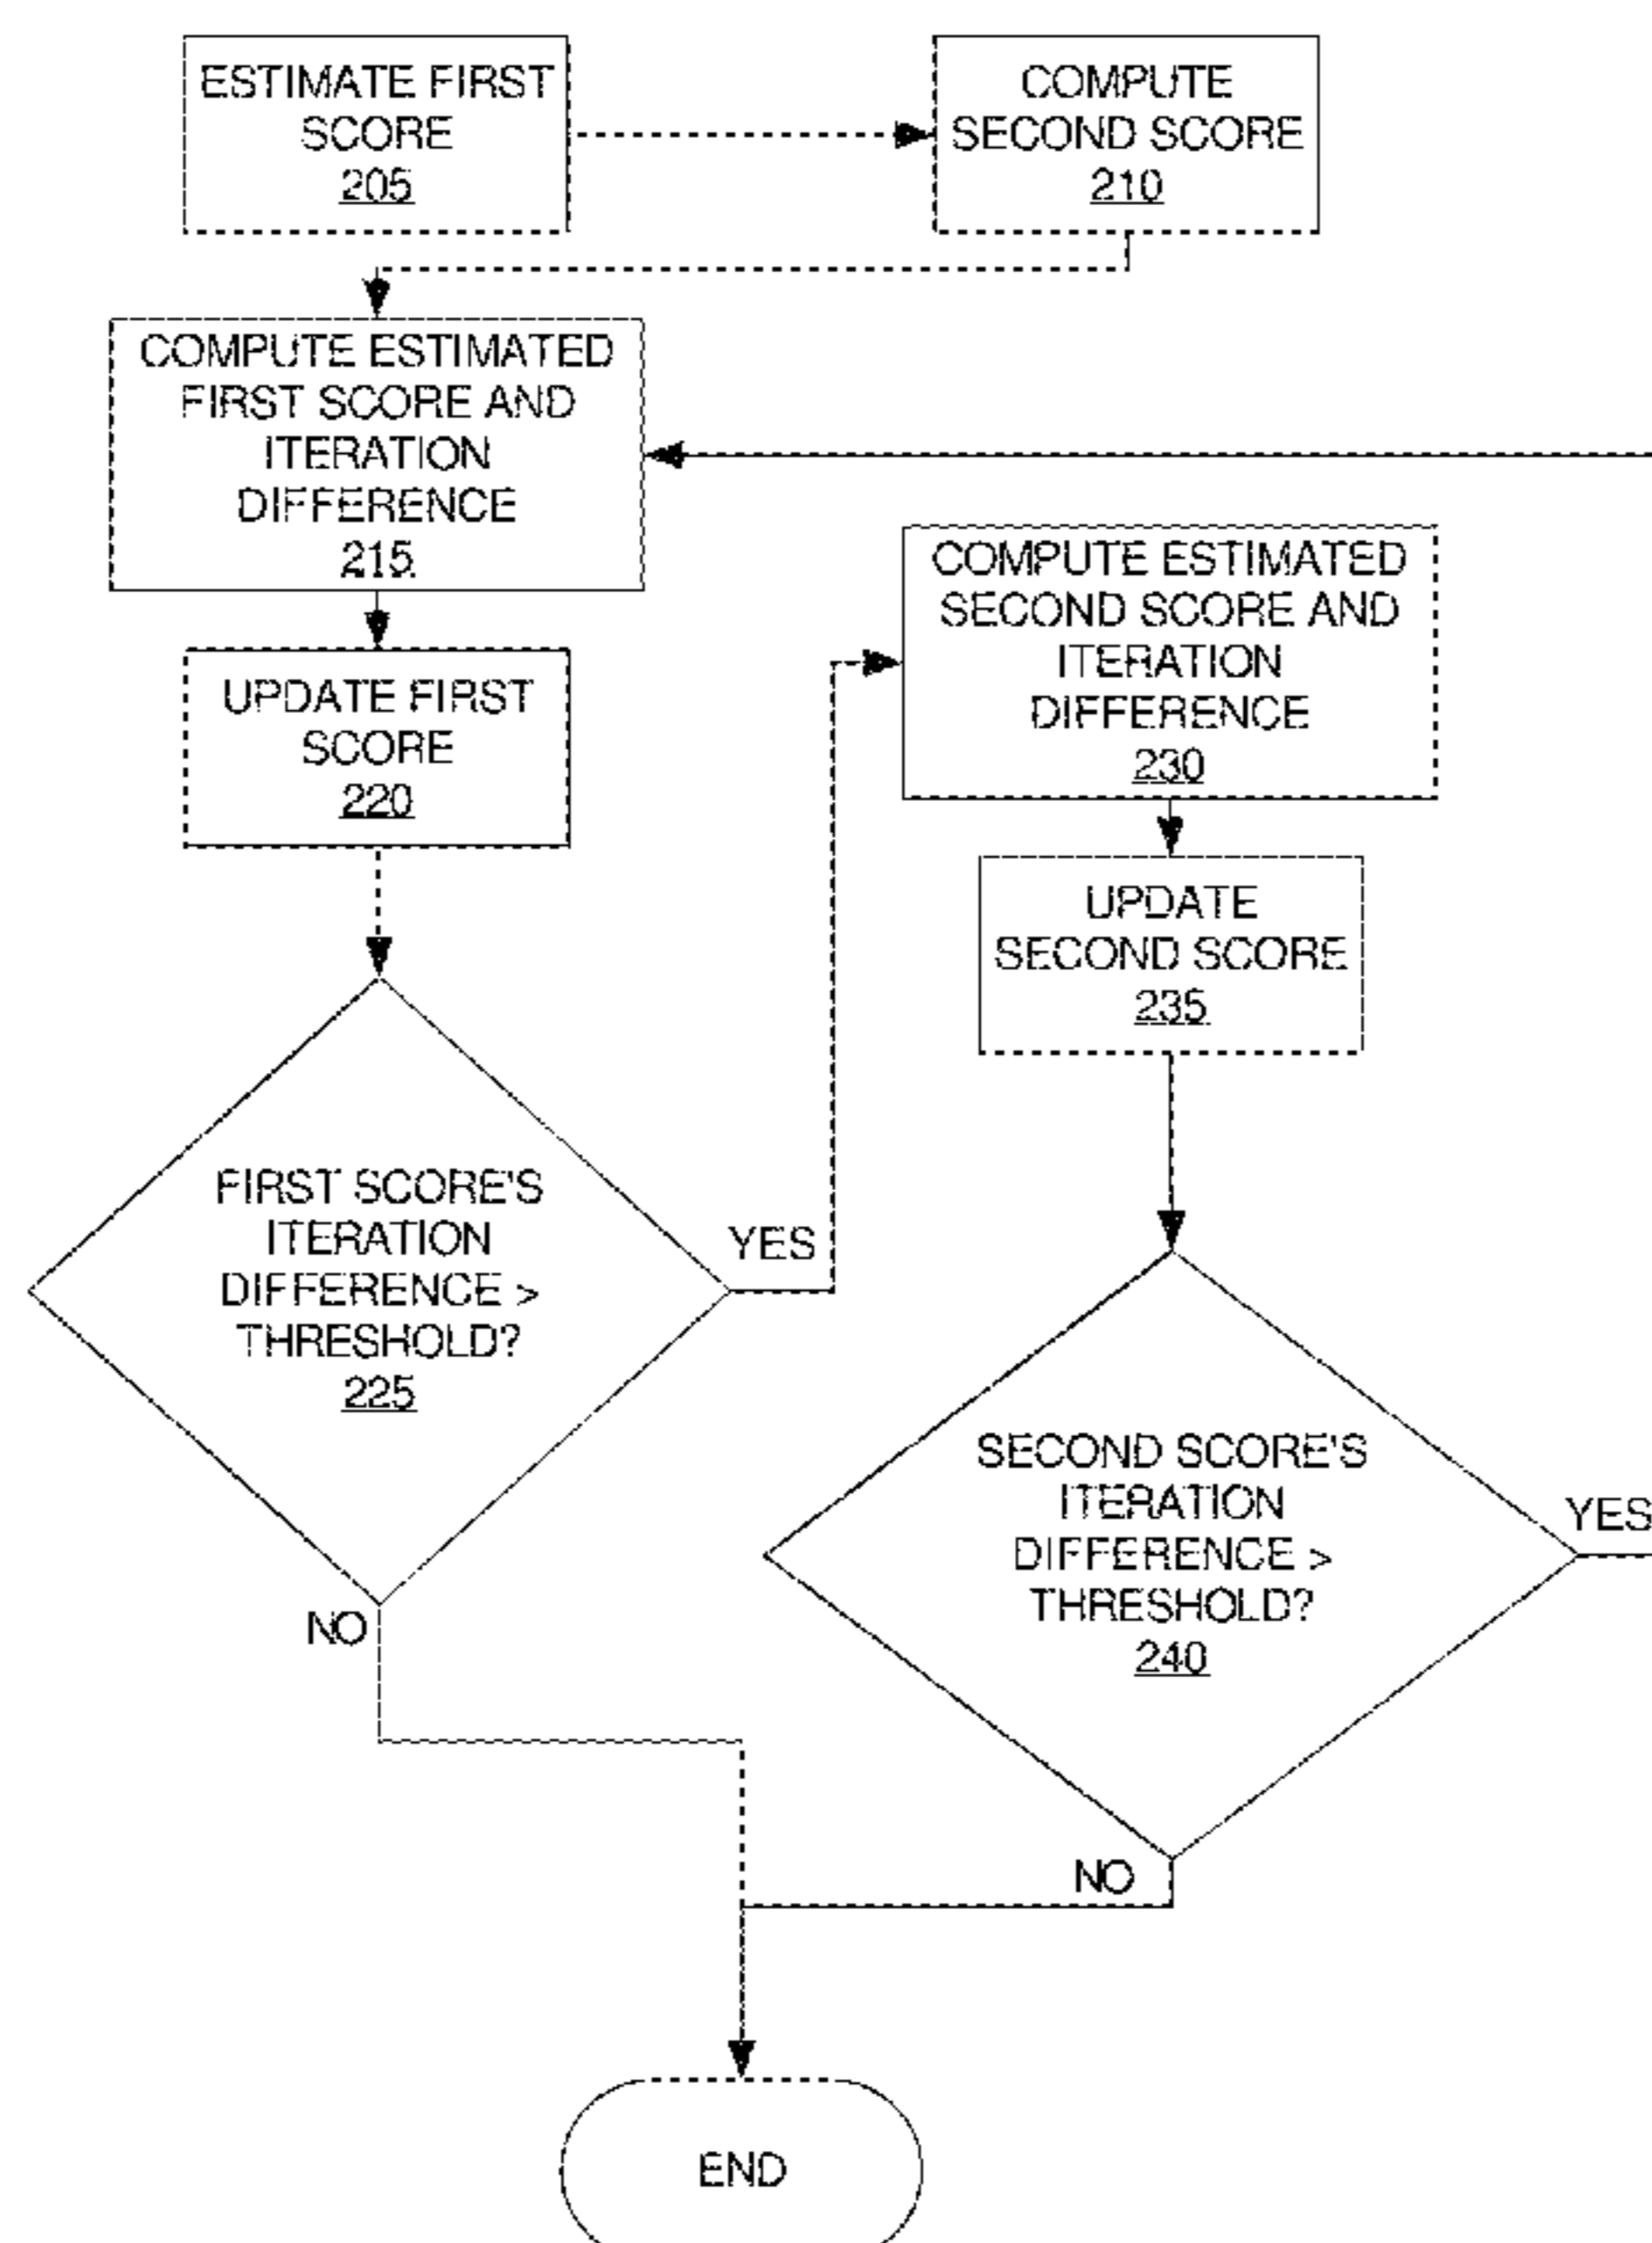 ESTIMATE FIRST
SCORE
205
COMPUTE
SECOND SCORE
210
COMPUTE ESTIMATED
FIRST SCORE AND
ITERATION
DIFFERENCE
215
UPDATE FIRST
SCORE
220
FIRST SCORE'S
ITERATION
DIFFERENCE >
THRESHOLD?
225
YES
NO
COMPUTE ESTIMATED
SECOND SCORE AND
ITERATION
DIFFERENCE
230
UPDATE
SECOND SCORE
235
SECOND SCORE'S
ITERATION
DIFFERENCE >
THRESHOLD?
240
YES
NO
END